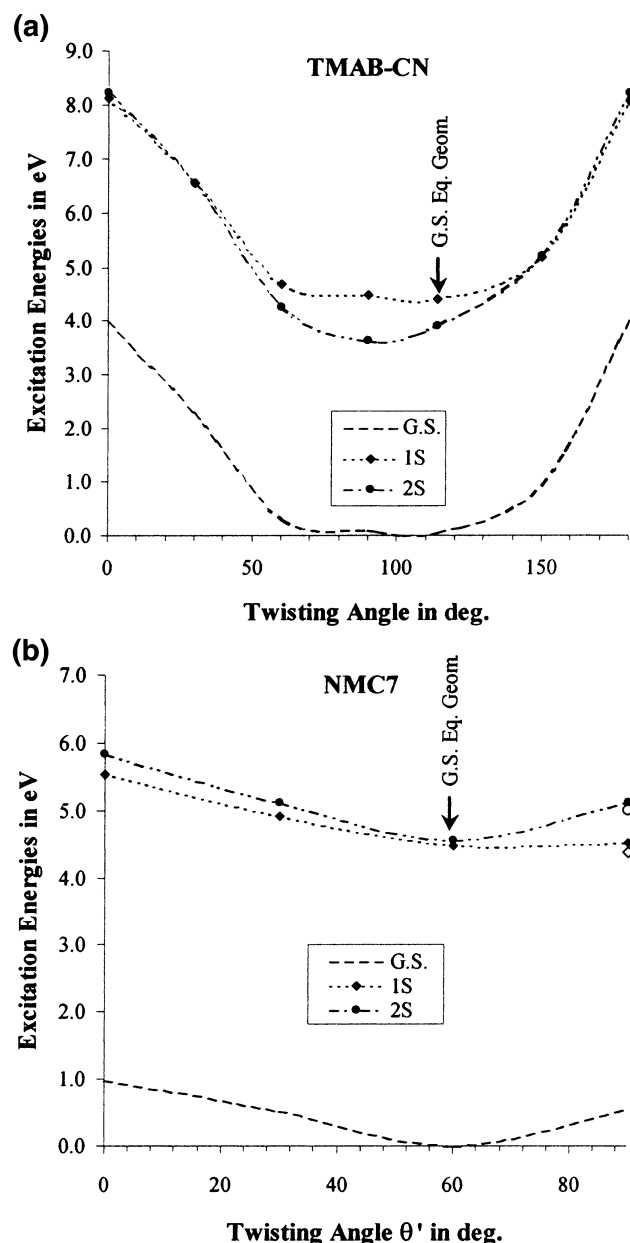 (a)
TMAB-CN
9.0
8.0
7.0
6.0
5.0
4.0
3.0
2.0
1.0
0.0
Excitation Energies in eV
G.S. Eq. Geom.
G.S.
1S
2S
0
50
100
150
Twisting Angle in deg.
(b)
NMC7
7.0
6.0
5.0
4.0
3.0
2.0
1.0
0.0
Excitation Energies in eV
G.S. Eq. Geom.
G.S.
1S
2S
0
20
40
60
80
Twisting Angle θ' in deg.